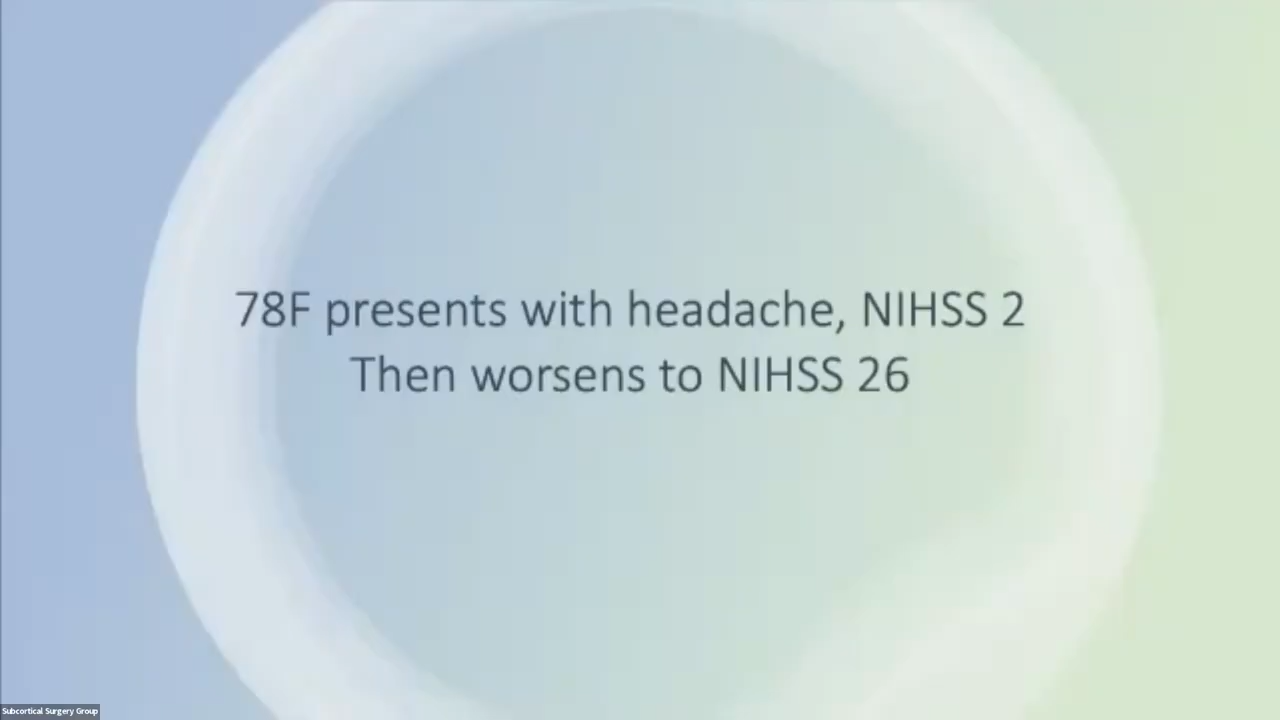 78F presents with headache, NIHSS 2
Then worsens to NIHSS 26
Subcortical Surgery Group